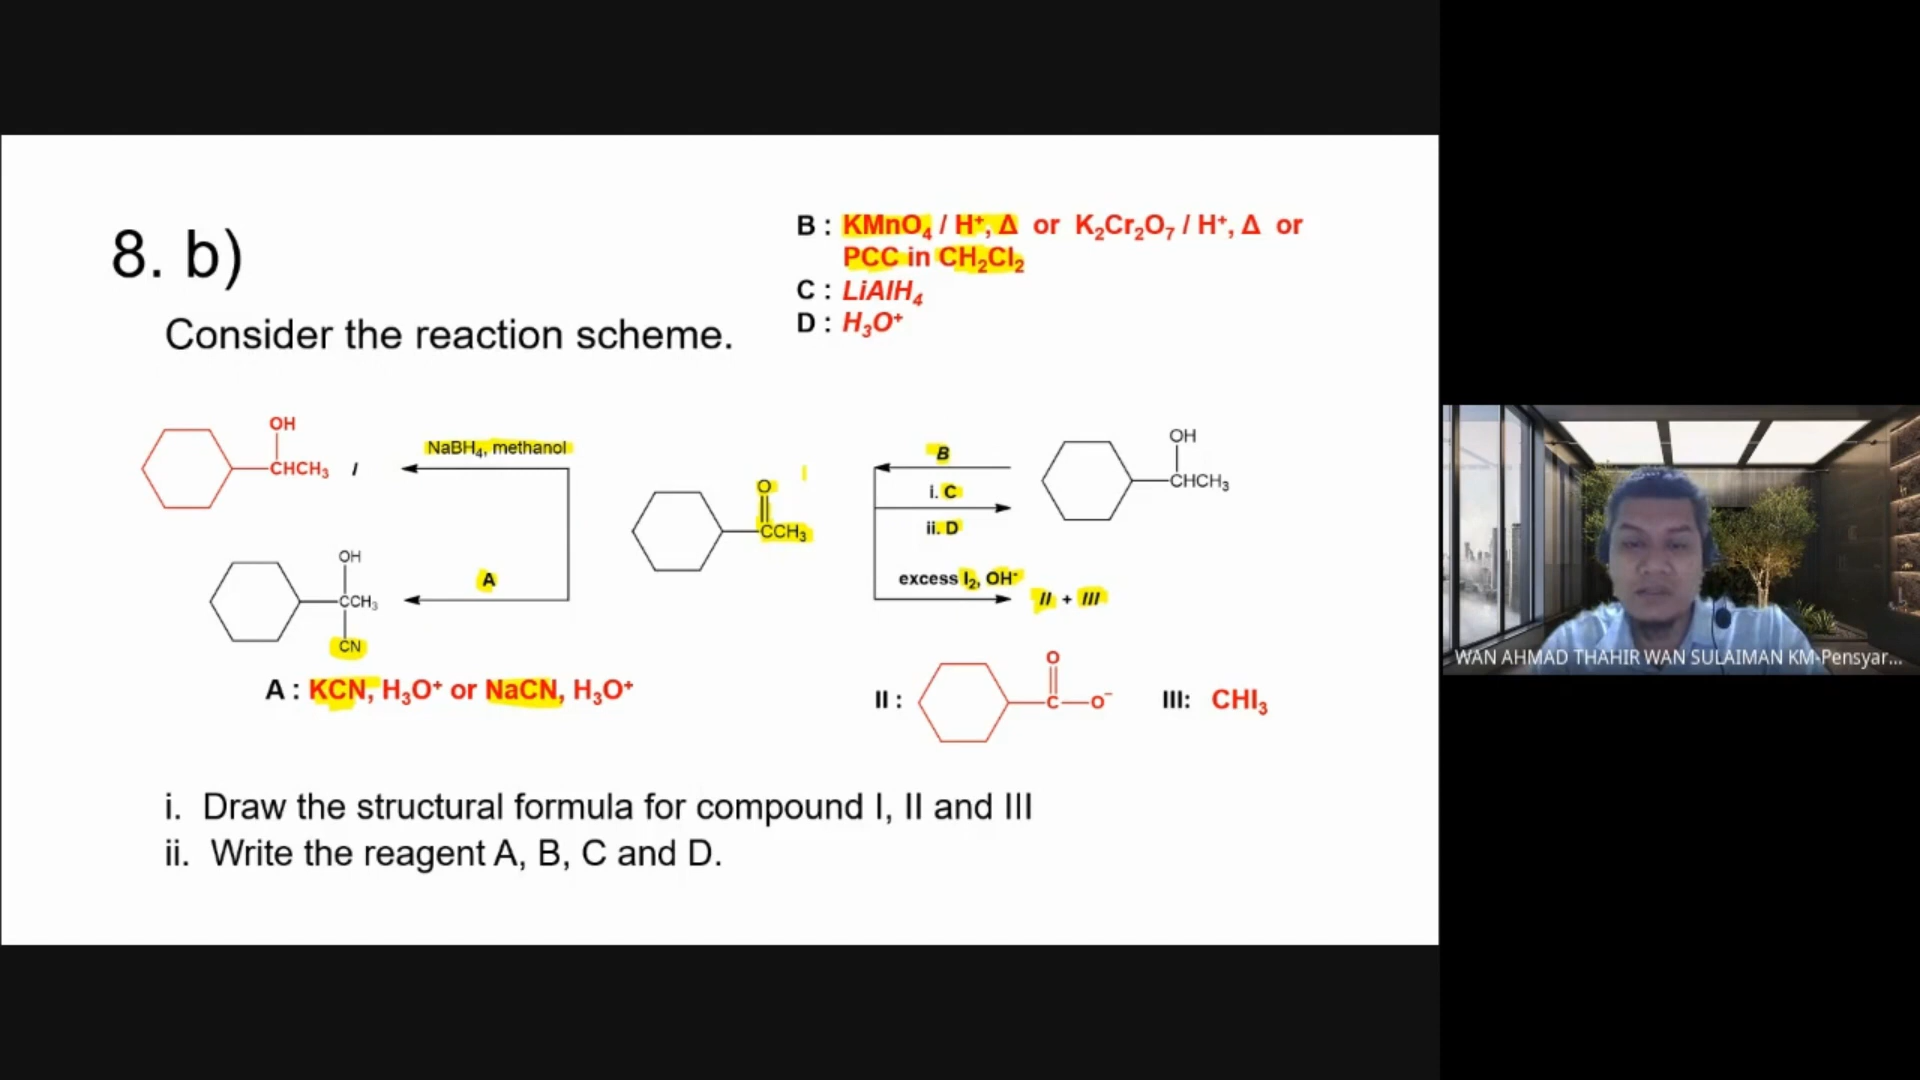 8. b)
B : KMnO₄ / H⁺, Δ or K₂Cr₂O₇ / H⁺, Δ or
PCC in CH₂Cl₂
C : LiAlH₄
D : H₃O⁺
Consider the reaction scheme.
OH
CHCH₃
I
NaBH₄, methanol
O
CCH₃
B
i. C
ii. D
OH
CHCH₃
OH
CCH₃
CN
A
excess I₂, OH⁻
II + III
A : KCN, H₃O⁺ or NaCN, H₃O⁺
II :
O
C
O⁻
III: CHI₃
i. Draw the structural formula for compound I, II and III
ii. Write the reagent A, B, C and D.
WAN AHMAD THAHIR WAN SULAIMAN KM-Pensyar...